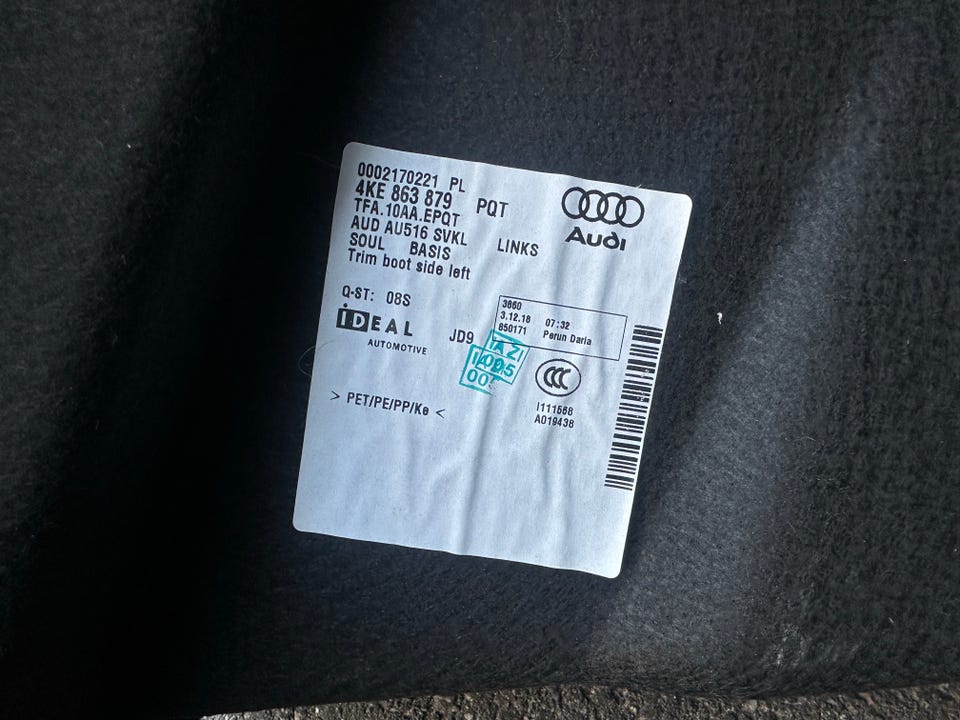 0002170221 PL
4KE 863 879 PQT
TFA.10AA.EPQT
AUD AU516 SVKL
SOUL BASIS LINKS
Trim boot side left
Audi
Q-ST: 08S
iDEAL
AUTOMOTIVE
JD9
3860
3.12.18 07:32
850171 Perun Daria
CCC
I111568
A019438
> PET/PE/PP/Ke <